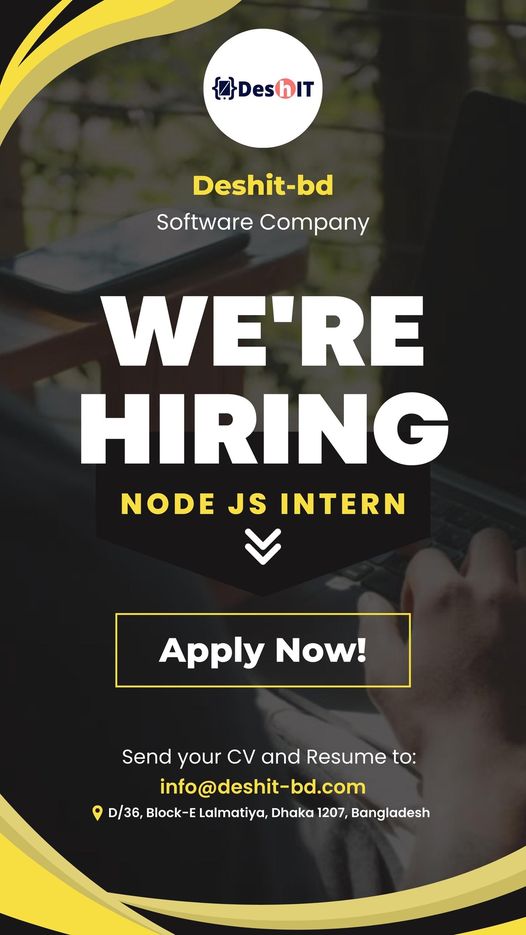 {</>}DeshIT
Deshit-bd
Software Company
WE'RE
HIRING
NODE JS INTERN
Apply Now!
Send your CV and Resume to:
info@deshit-bd.com
D/36, Block-E Lalmatiya, Dhaka 1207, Bangladesh